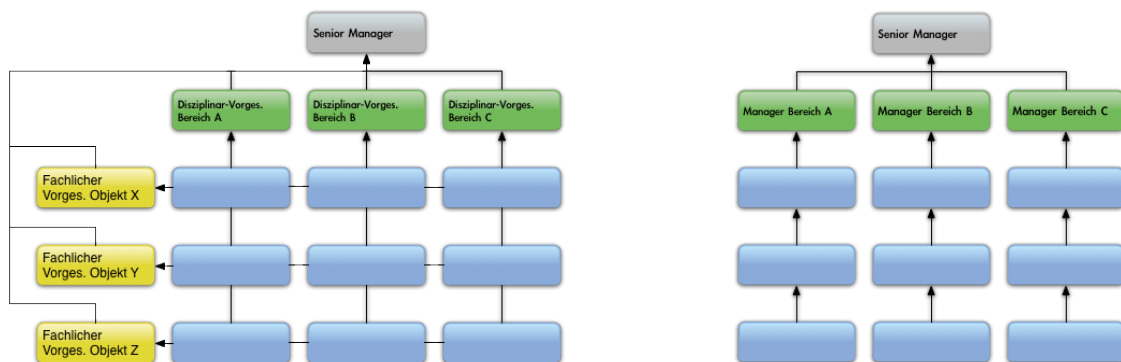 Senior Manager
Disziplinar-Vorges.
Bereich A
Disziplinar-Vorges.
Bereich B
Disziplinar-Vorges.
Bereich C
Fachlicher
Vorges. Objekt X
Fachlicher
Vorges. Objekt Y
Fachlicher
Vorges. Objekt Z
Senior Manager
Manager Bereich A
Manager Bereich B
Manager Bereich C